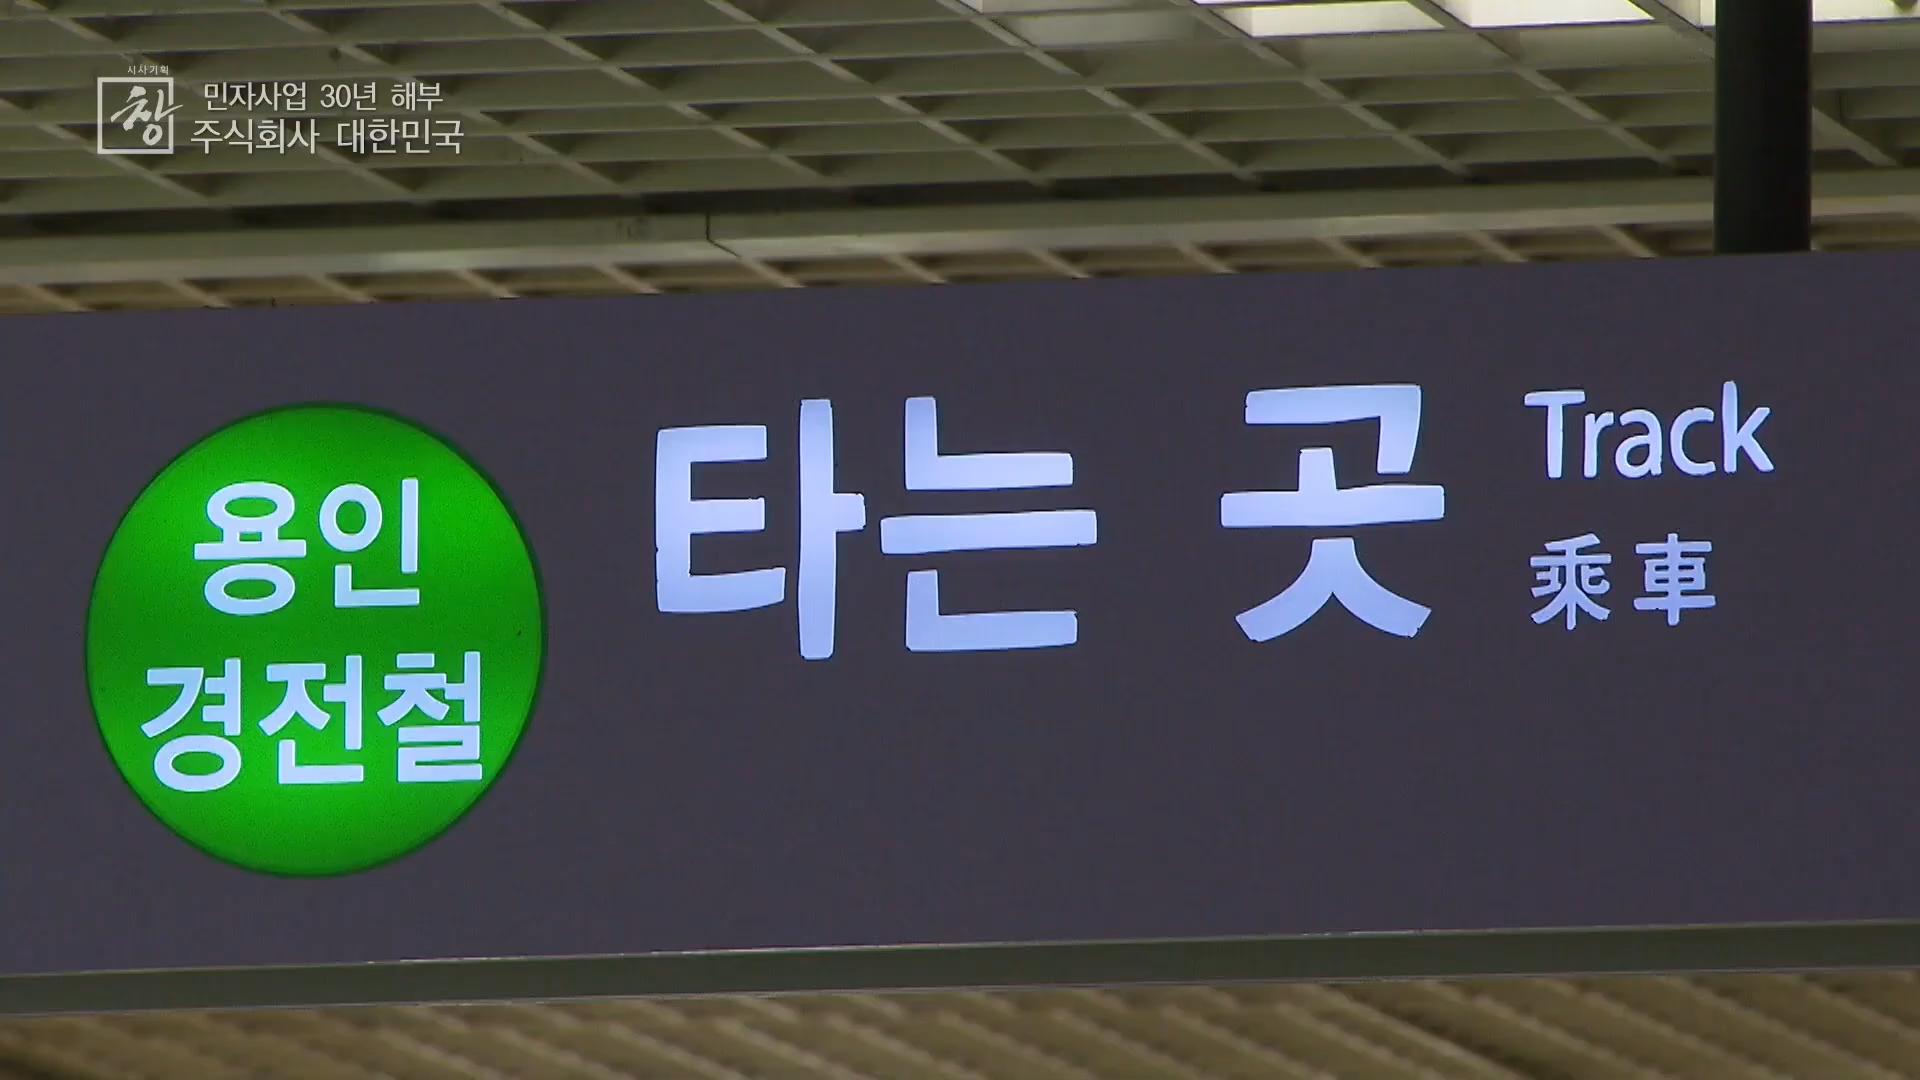 시사기획
창
민자사업 30년 해부
주식회사 대한민국
용인
경전철
타는 곳
Track
乘車